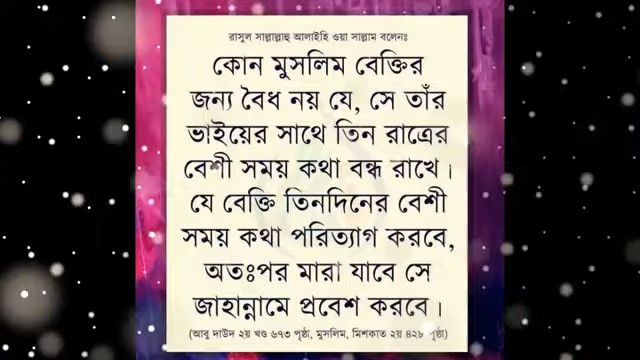 রাসুল সাল্লাল্লাহু আলাইহি ওয়া সাল্লাম বলেনঃ
কোন মুসলিম বেক্তির
জন্য বৈধ নয় যে, সে তাঁর
ভাইয়ের সাথে তিন রাত্রের
বেশী সময় কথা বন্ধ রাখে।
যে বেক্তি তিনদিনের বেশী
সময় কথা পরিত্যাগ করবে,
অতঃপর মারা যাবে সে
জাহান্নামে প্রবেশ করবে।
(আবু দাউদ ২য় খণ্ড ৬৭৩ পৃষ্ঠা, মুসলিম, মিশকাত ২য় ৪২৮ পৃষ্ঠা)